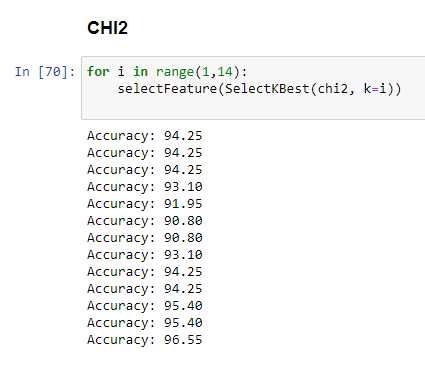 CHI2
In [70]: for i in range(1,14):
    selectFeature(SelectKBest(chi2, k=i))
Accuracy: 94.25
Accuracy: 94.25
Accuracy: 94.25
Accuracy: 93.10
Accuracy: 91.95
Accuracy: 90.80
Accuracy: 90.80
Accuracy: 93.10
Accuracy: 94.25
Accuracy: 94.25
Accuracy: 95.40
Accuracy: 95.40
Accuracy: 96.55